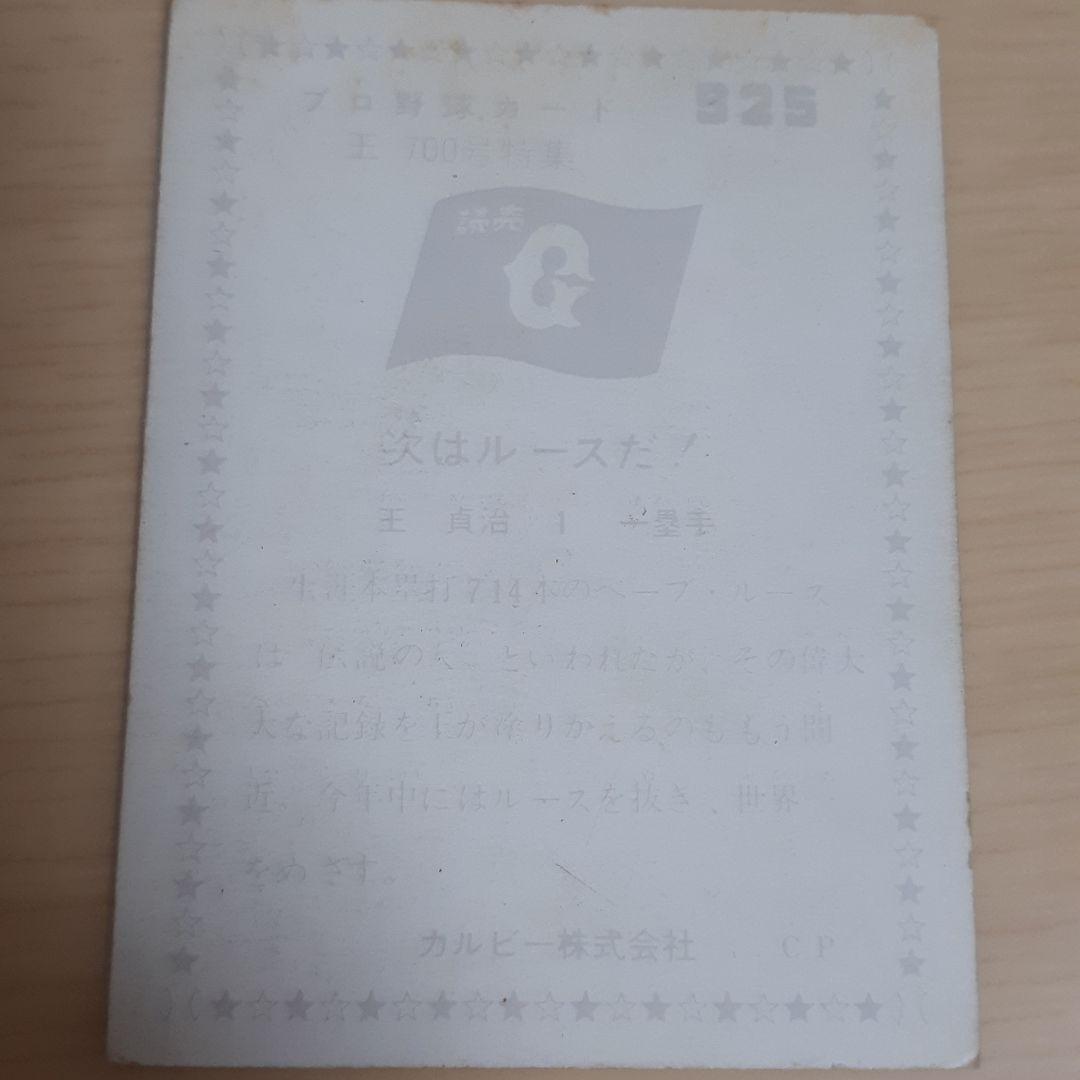 プロ野球カード 925
王 700号特集
読売
G
次はルースだ!
王 貞治 1 一塁手
生涯本塁打714本のベーブ・ルース
は“伝説の人”といわれたが、その偉大
大な記録を王が塗りかえるのももう間
近。今年中にはルースを抜き、世界一
をめざす。
カルビー株式会社 CP